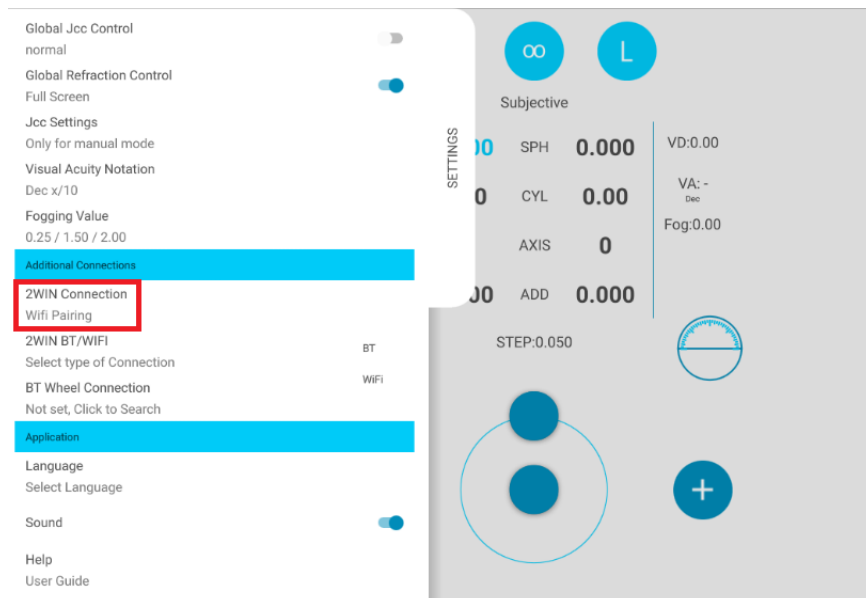 Global Jcc Control
normal
Global Refraction Control
Full Screen
Jcc Settings
Only for manual mode
Visual Acuity Notation
Dec x/10
Fogging Value
0.25 / 1.50 / 2.00
Additional Connections
2WIN Connection
Wifi Pairing
2WIN BT/WIFI
Select type of Connection
BT
WiFi
BT Wheel Connection
Not set, Click to Search
Application
Language
Select Language
Sound
Help
User Guide
SETTINGS
∞ L
Subjective
00 SPH 0.000
0 CYL 0.00
AXIS 0
00 ADD 0.000
VD:0.00
VA: -
Dec
Fog:0.00
STEP:0.050
+